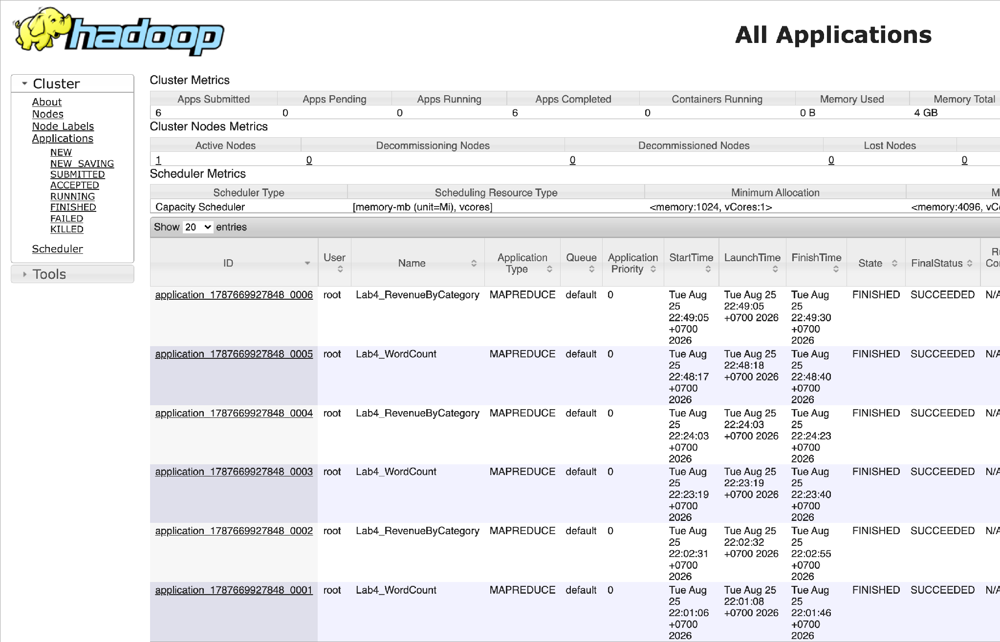 hadoop
All Applications
Cluster
About
Nodes
Node Labels
Applications
NEW
NEW_SAVING
SUBMITTED
ACCEPTED
RUNNING
FINISHED
FAILED
KILLED
Scheduler
Tools
Cluster Metrics
Apps Submitted Apps Pending Apps Running Apps Completed Containers Running Memory Used Memory Total
6 0 0 6 0 0 B 4 GB
Cluster Nodes Metrics
Active Nodes Decommissioning Nodes Decommissioned Nodes Lost Nodes
1 0 0 0 0
Scheduler Metrics
Scheduler Type Scheduling Resource Type Minimum Allocation
Capacity Scheduler [memory-mb (unit=Mi), vcores] <memory:1024, vCores:1> <memory:4096,
Show 20 entries
ID User Name Application Type Queue Application Priority StartTime LaunchTime FinishTime State FinalStatus
application_1787669927848_0006 root Lab4_RevenueByCategory MAPREDUCE default 0 Tue Aug 25 22:49:05 +0700 2026 Tue Aug 25 22:49:05 +0700 2026 Tue Aug 25 22:49:30 +0700 2026 FINISHED SUCCEEDED N/A
application_1787669927848_0005 root Lab4_WordCount MAPREDUCE default 0 Tue Aug 25 22:48:17 +0700 2026 Tue Aug 25 22:48:18 +0700 2026 Tue Aug 25 22:48:40 +0700 2026 FINISHED SUCCEEDED N/A
application_1787669927848_0004 root Lab4_RevenueByCategory MAPREDUCE default 0 Tue Aug 25 22:24:03 +0700 2026 Tue Aug 25 22:24:03 +0700 2026 Tue Aug 25 22:24:23 +0700 2026 FINISHED SUCCEEDED N/A
application_1787669927848_0003 root Lab4_WordCount MAPREDUCE default 0 Tue Aug 25 22:23:19 +0700 2026 Tue Aug 25 22:23:19 +0700 2026 Tue Aug 25 22:23:40 +0700 2026 FINISHED SUCCEEDED N/A
application_1787669927848_0002 root Lab4_RevenueByCategory MAPREDUCE default 0 Tue Aug 25 22:02:31 +0700 2026 Tue Aug 25 22:02:32 +0700 2026 Tue Aug 25 22:02:55 +0700 2026 FINISHED SUCCEEDED N/A
application_1787669927848_0001 root Lab4_WordCount MAPREDUCE default 0 Tue Aug 25 22:01:06 +0700 2026 Tue Aug 25 22:01:08 +0700 2026 Tue Aug 25 22:01:46 +0700 2026 FINISHED SUCCEEDED N/A